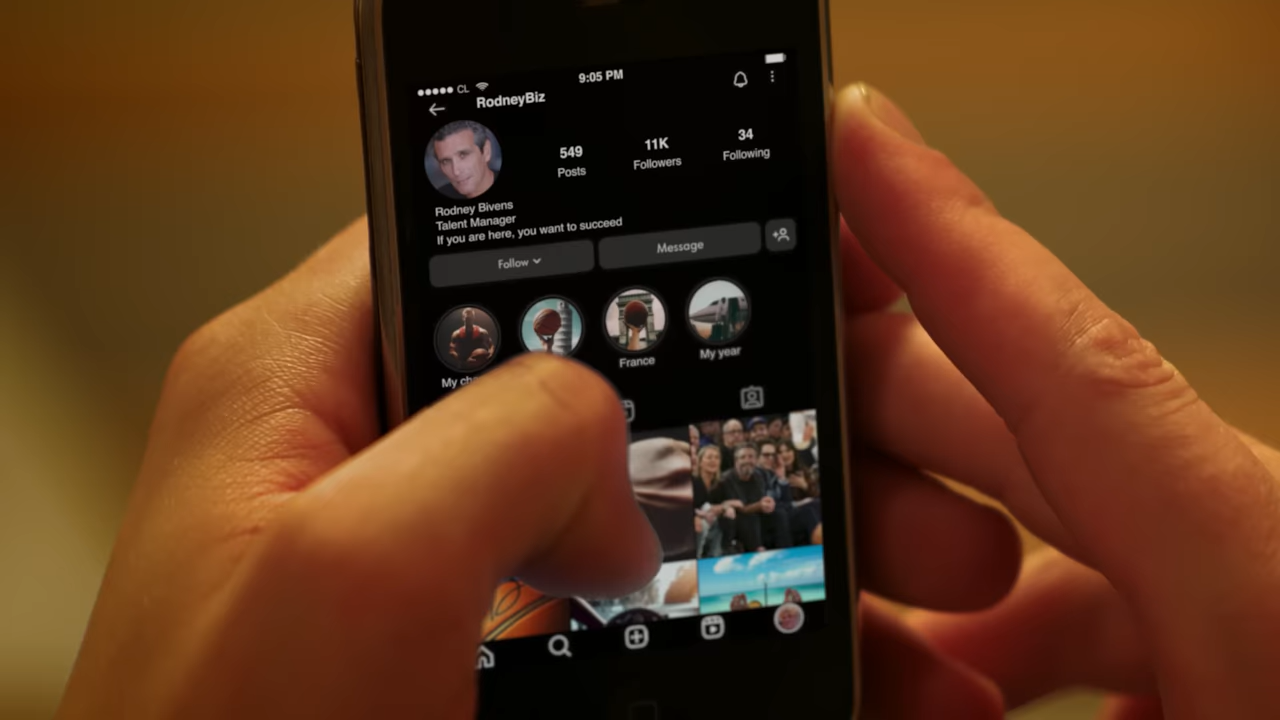 CL 9:05 PM
RodneyBiz
549 11K 34
Posts Followers Following
Rodney Bivens
Talent Manager
If you are here, you want to succeed
Follow Message
My France My year